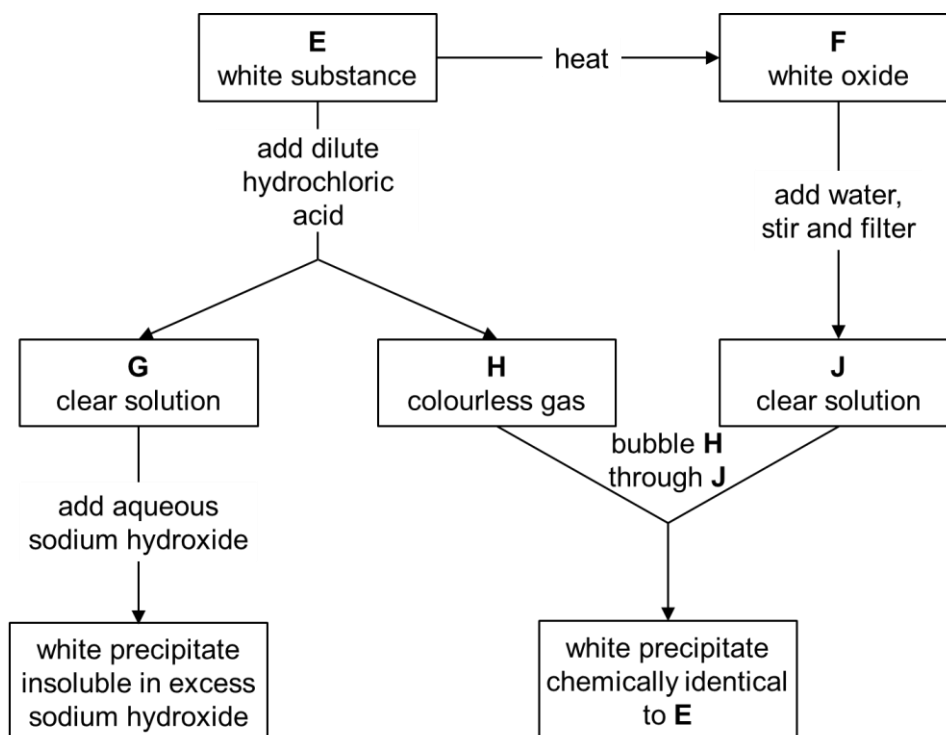 E
white substance
heat
F
white oxide
add dilute
hydrochloric
acid
add water,
stir and filter
G
clear solution
H
colourless gas
J
clear solution
bubble H
through J
add aqueous
sodium hydroxide
white precipitate
insoluble in excess
sodium hydroxide
white precipitate
chemically identical
to E